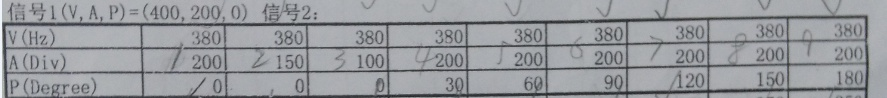 信号1(V,A,P)=(400,200,0) 信号2:
V(Hz) 380 380 380 380 380 380 380 380 380
A(Div) 1 200 2 150 3 100 4 200 5 200 6 200 7 200 8 200 9 200
P(Degree) 0 0 0 30 60 90 120 150 180